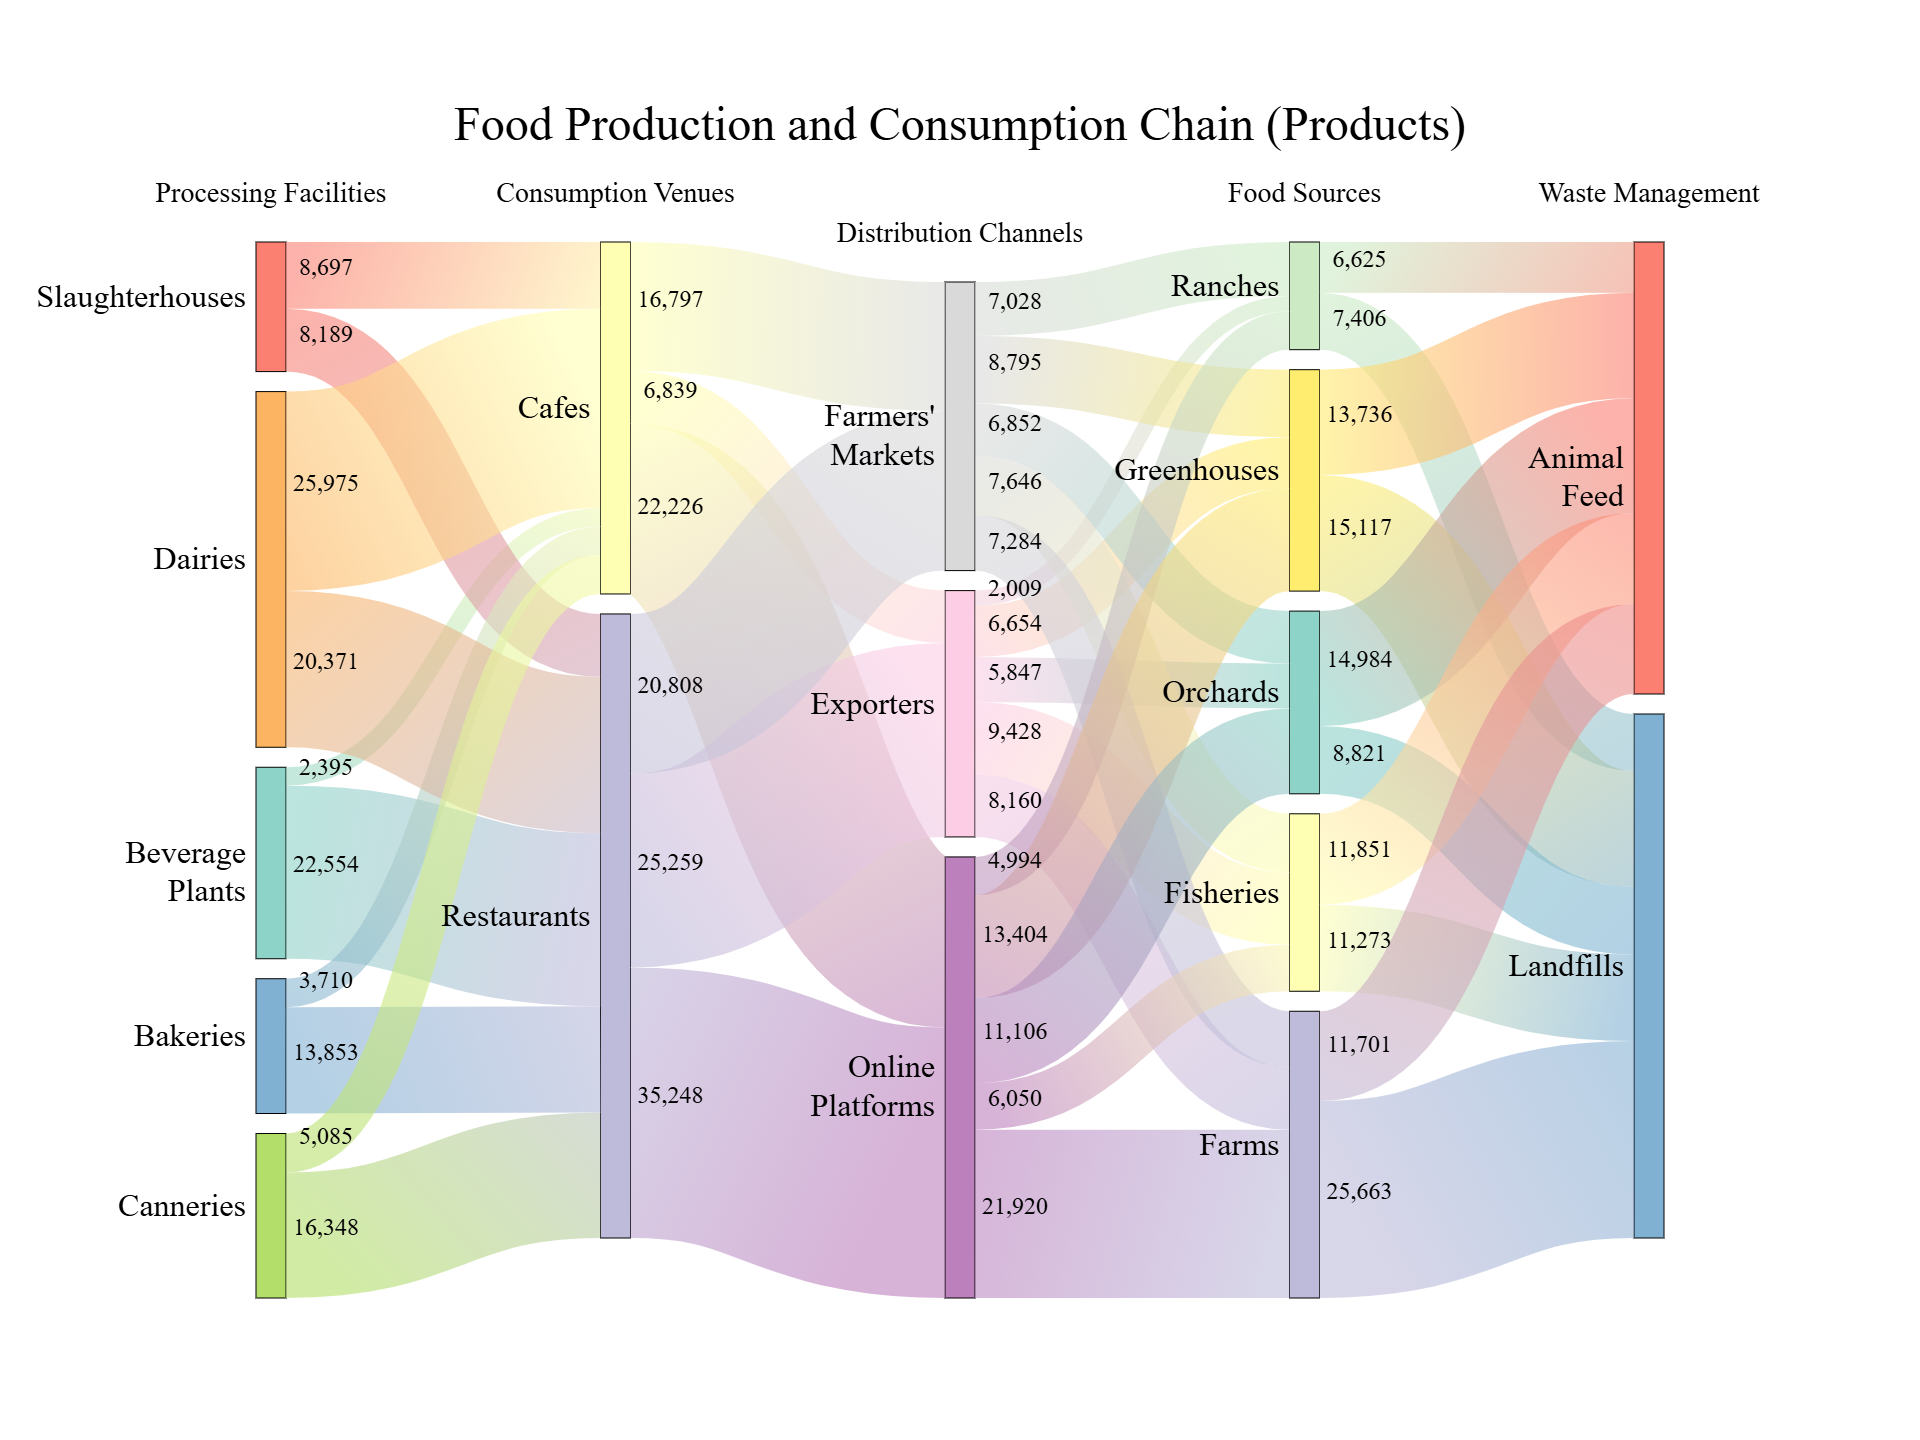 Food Production and Consumption Chain (Products)
Processing Facilities
Consumption Venues
Distribution Channels
Food Sources
Waste Management
Slaughterhouses
8,697
8,189
Dairies
25,975
20,371
Beverage
Plants
2,395
22,554
Bakeries
3,710
13,853
Canneries
5,085
16,348
Cafes
16,797
6,839
22,226
Restaurants
20,808
25,259
35,248
Farmers'
Markets
7,028
8,795
6,852
7,646
7,284
Exporters
2,009
6,654
5,847
9,428
8,160
Online
Platforms
4,994
13,404
11,106
6,050
21,920
Ranches
6,625
7,406
Greenhouses
13,736
15,117
Orchards
14,984
8,821
Fisheries
11,851
11,273
Farms
11,701
25,663
Animal
Feed
Landfills